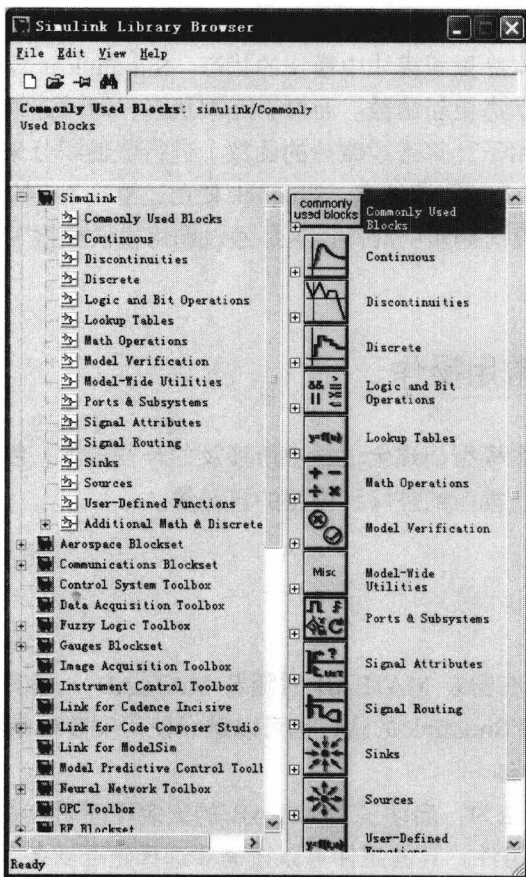 Simulink Library Browser
File Edit View Help
Commonly Used Blocks: simulink/Commonly
Used Blocks
Simulink
Commonly Used Blocks
Continuous
Discontinuities
Discrete
Logic and Bit Operations
Lookup Tables
Math Operations
Model Verification
Model-Wide Utilities
Ports & Subsystems
Signal Attributes
Signal Routing
Sinks
Sources
User-Defined Functions
Additional Math & Discrete
Aerospace Blockset
Communications Blockset
Control System Toolbox
Data Acquisition Toolbox
Fuzzy Logic Toolbox
Gauges Blockset
Image Acquisition Toolbox
Instrument Control Toolbox
Link for Cadence Incisive
Link for Code Composer Studio
Link for ModelSim
Model Predictive Control Toolb
Neural Network Toolbox
OPC Toolbox
RF Blockset
commonly
used blocks
Commonly Used
Blocks
Continuous
Discontinuities
Discrete
&&
||
Logic and Bit
Operations
y=f(u)
Lookup Tables
+ −
+ ×
Math Operations
Model Verification
Misc
Model-Wide
Utilities
Ports & Subsystems
?
Signal Attributes
Signal Routing
Sinks
Sources
y=f(u)
User-Defined
Functions
Ready